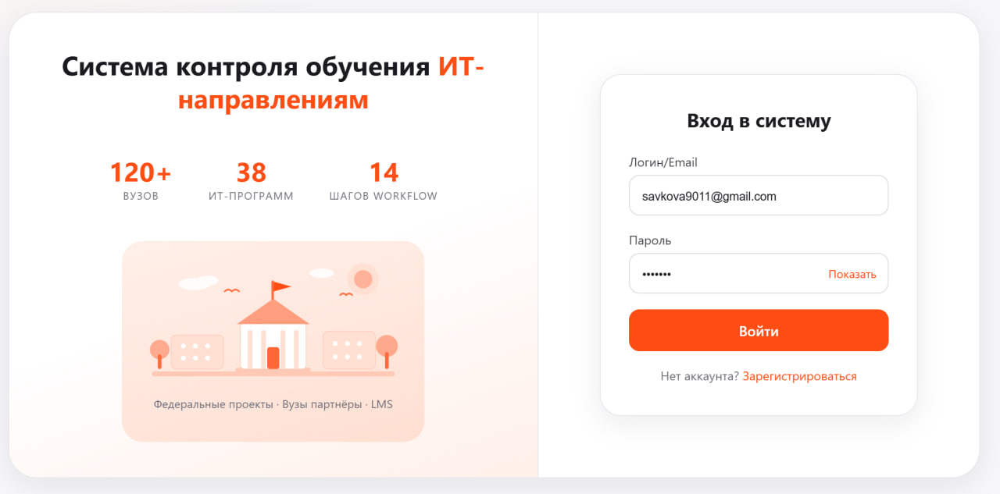 Система контроля обучения ИТ-
направлениям
120+
ВУЗОВ
38
ИТ-ПРОГРАММ
14
ШАГОВ WORKFLOW
Федеральные проекты · Вузы партнёры · LMS
Вход в систему
Логин/Email
savkova9011@gmail.com
Пароль
•••••••
Показать
Войти
Нет аккаунта? Зарегистрироваться